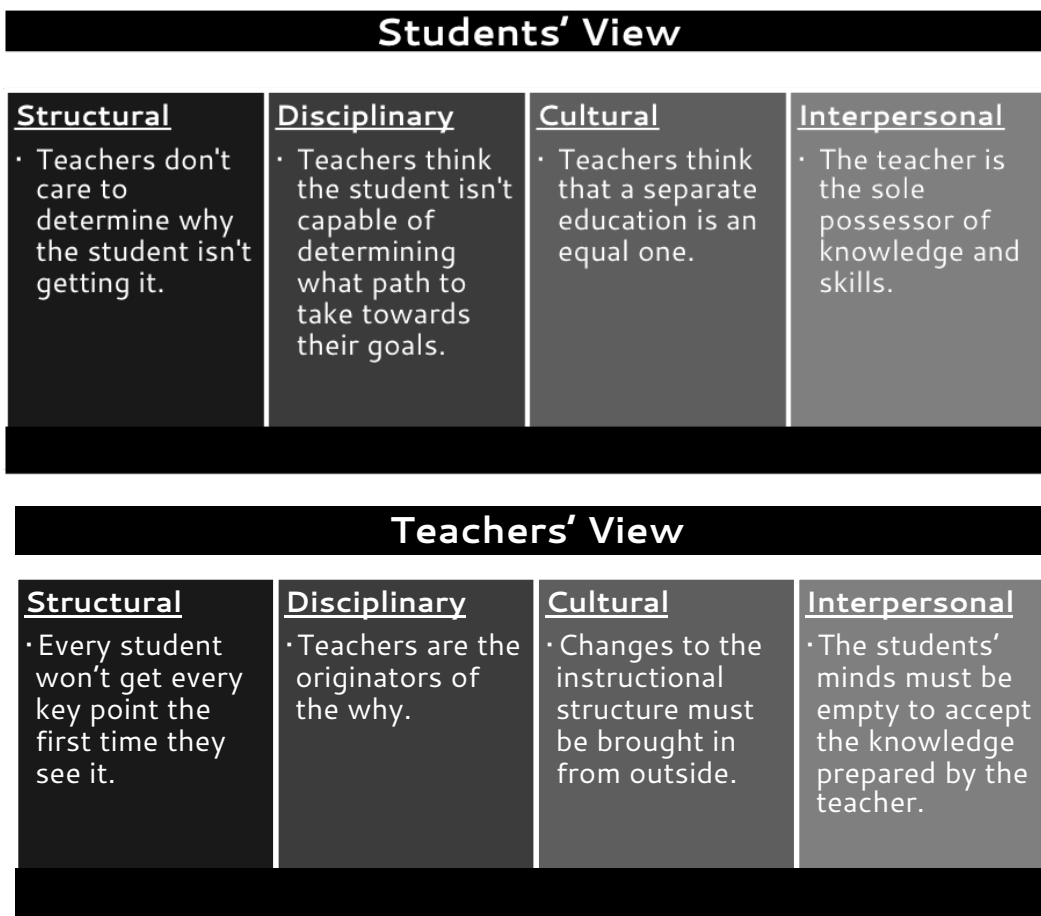 Students’ View
Structural
· Teachers don't
care to
determine why
the student isn't
getting it.
Disciplinary
· Teachers think
the student isn't
capable of
determining
what path to
take towards
their goals.
Cultural
· Teachers think
that a separate
education is an
equal one.
Interpersonal
· The teacher is
the sole
possessor of
knowledge and
skills.
Teachers’ View
Structural
· Every student
won’t get every
key point the
first time they
see it.
Disciplinary
· Teachers are the
originators of
the why.
Cultural
· Changes to the
instructional
structure must
be brought in
from outside.
Interpersonal
· The students’
minds must be
empty to accept
the knowledge
prepared by the
teacher.